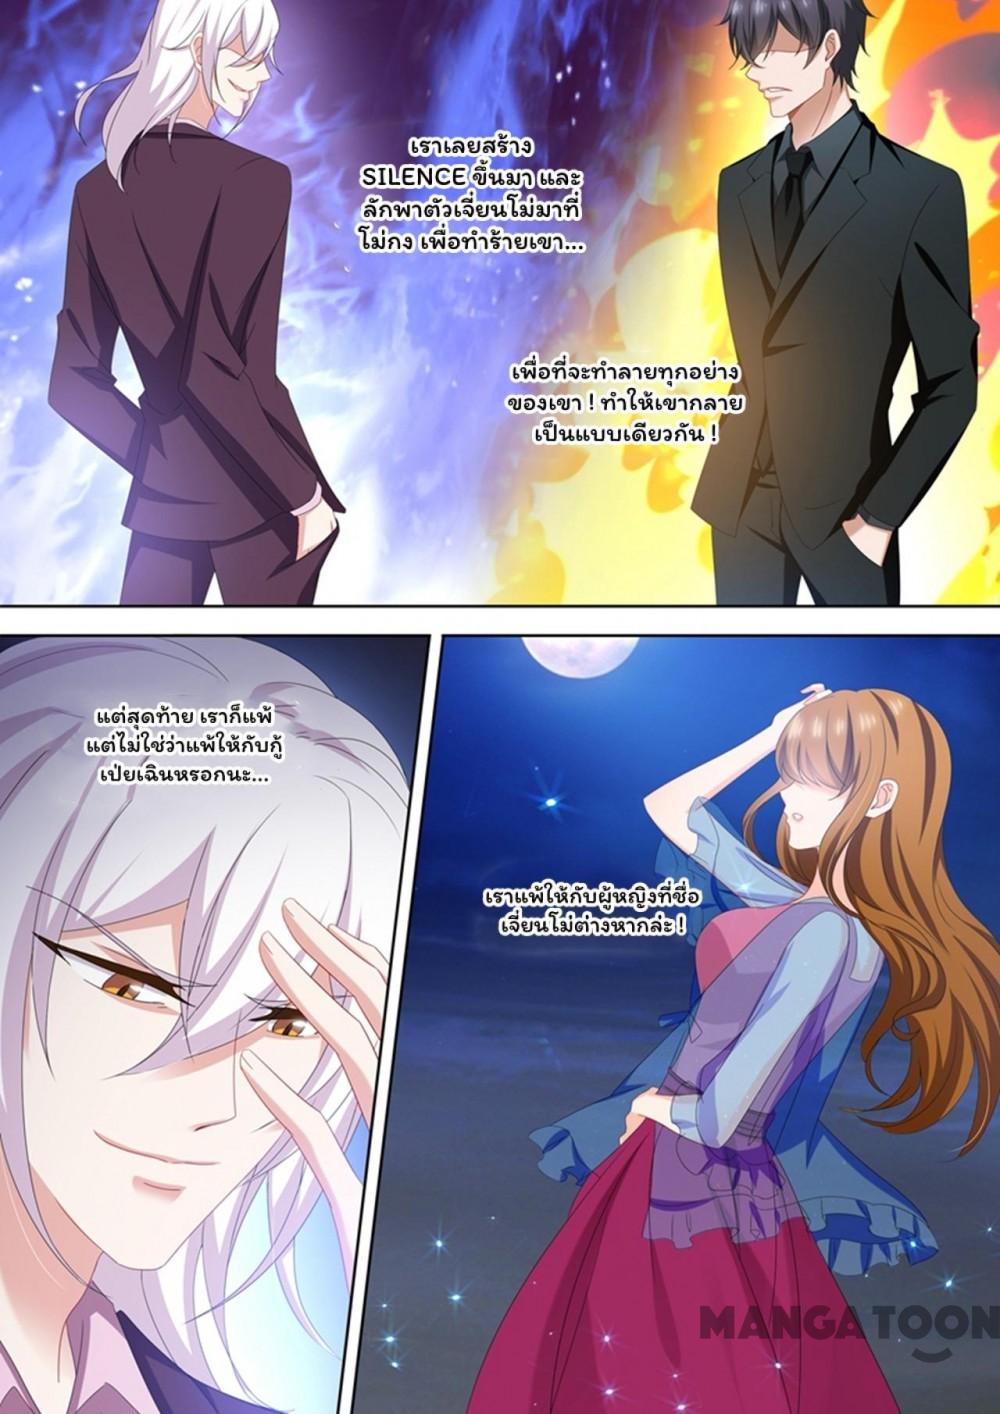 เราเลยสร้าง
SILENCE ขึ้นมา และ
ลักพาตัวเจี่ยนโม่มาที่
โม่กง เพื่อทำร้ายเขา...
เพื่อที่จะทำลายทุกอย่าง
ของเขา ! ทำให้เขากลาย
เป็นแบบเดียวกัน !
แต่สุดท้าย เราก็แพ้
แต่ไม่ใช่ว่าแพ้ให้กับกู้
เป่ยเฉินหรอกนะ...
เราแพ้ให้กับผู้หญิงที่ชื่อ
เจี่ยนโม่ต่างหากล่ะ !
MANGATOON